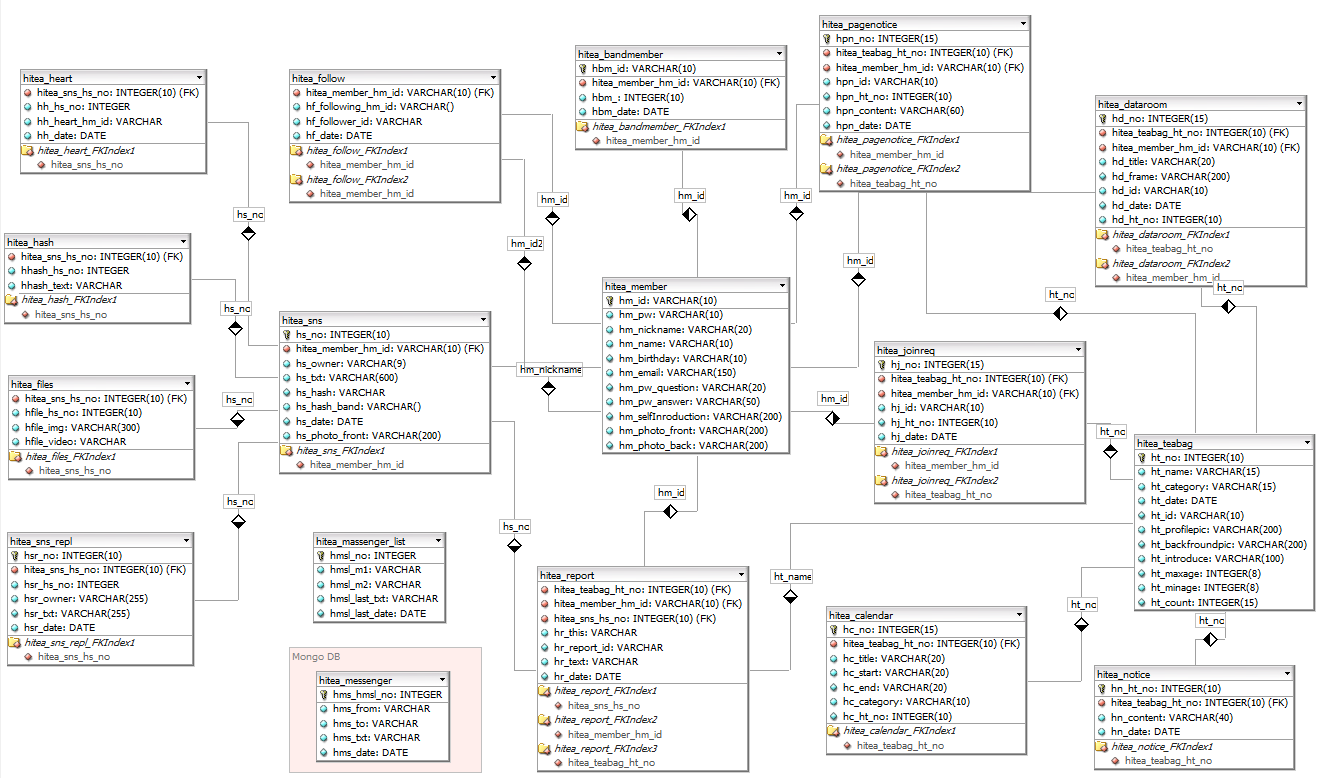 hitea_heart
hitea_sns_hs_no: INTEGER(10) (FK)
hh_hs_no: INTEGER
hh_heart_hm_id: VARCHAR
hh_date: DATE
hitea_heart_FKIndex1
hitea_sns_hs_no
hitea_follow
hitea_member_hm_id: VARCHAR(10) (FK)
hf_following_hm_id: VARCHAR()
hf_follower_id: VARCHAR
hf_date: DATE
hitea_follow_FKIndex1
hitea_member_hm_id
hitea_follow_FKIndex2
hitea_member_hm_id
hitea_bandmember
hbm_id: VARCHAR(10)
hitea_member_hm_id: VARCHAR(10) (FK)
hbm_: INTEGER(10)
hbm_date: DATE
hitea_bandmember_FKIndex1
hitea_member_hm_id
hitea_pagenotice
hpn_no: INTEGER(15)
hitea_teabag_ht_no: INTEGER(10) (FK)
hitea_member_hm_id: VARCHAR(10) (FK)
hpn_id: VARCHAR(10)
hpn_ht_no: INTEGER(10)
hpn_content: VARCHAR(60)
hpn_date: DATE
hitea_pagenotice_FKIndex1
hitea_member_hm_id
hitea_pagenotice_FKIndex2
hitea_teabag_ht_no
hitea_dataroom
hd_no: INTEGER(15)
hitea_teabag_ht_no: INTEGER(10) (FK)
hitea_member_hm_id: VARCHAR(10) (FK)
hd_title: VARCHAR(20)
hd_frame: VARCHAR(200)
hd_id: VARCHAR(10)
hd_date: DATE
hd_ht_no: INTEGER(10)
hitea_dataroom_FKIndex1
hitea_teabag_ht_no
hitea_dataroom_FKIndex2
hitea_member_hm_id
hs_no
hm_id
hm_id
hm_id
hm_id2
hm_id
ht_no
ht_no
hitea_hash
hitea_sns_hs_no: INTEGER(10) (FK)
hhash_hs_no: INTEGER
hhash_text: VARCHAR
hitea_hash_FKIndex1
hitea_sns_hs_no
hs_no
hitea_sns
hs_no: INTEGER(10)
hitea_member_hm_id: VARCHAR(10) (FK)
hs_owner: VARCHAR(9)
hs_txt: VARCHAR(600)
hs_hash: VARCHAR
hs_hash_band: VARCHAR()
hs_date: DATE
hs_photo_front: VARCHAR(200)
hitea_sns_FKIndex1
hitea_member_hm_id
hm_nickname
hitea_member
hm_id: VARCHAR(10)
hm_pw: VARCHAR(10)
hm_nickname: VARCHAR(20)
hm_name: VARCHAR(10)
hm_birthday: VARCHAR(10)
hm_email: VARCHAR(150)
hm_pw_question: VARCHAR(20)
hm_pw_answer: VARCHAR(50)
hm_selfInroduction: VARCHAR(200)
hm_photo_front: VARCHAR(200)
hm_photo_back: VARCHAR(200)
hm_id
hitea_joinreq
hj_no: INTEGER(15)
hitea_teabag_ht_no: INTEGER(10) (FK)
hitea_member_hm_id: VARCHAR(10) (FK)
hj_id: VARCHAR(10)
hj_ht_no: INTEGER(10)
hj_date: DATE
hitea_joinreq_FKIndex1
hitea_member_hm_id
hitea_joinreq_FKIndex2
hitea_teabag_ht_no
ht_no
hitea_teabag
ht_no: INTEGER(10)
ht_name: VARCHAR(15)
ht_category: VARCHAR(15)
ht_date: DATE
ht_id: VARCHAR(10)
ht_profilepic: VARCHAR(200)
ht_backfroundpic: VARCHAR(200)
ht_introduce: VARCHAR(100)
ht_maxage: INTEGER(8)
ht_minage: INTEGER(8)
ht_count: INTEGER(15)
hitea_files
hitea_sns_hs_no: INTEGER(10) (FK)
hfile_hs_no: INTEGER(10)
hfile_img: VARCHAR(300)
hfile_video: VARCHAR
hitea_files_FKIndex1
hitea_sns_hs_no
hs_no
hs_no
hs_no
hm_id
hitea_sns_repl
hsr_no: INTEGER(10)
hitea_sns_hs_no: INTEGER(10) (FK)
hsr_hs_no: INTEGER
hsr_owner: VARCHAR(255)
hsr_txt: VARCHAR(255)
hsr_date: DATE
hitea_sns_repl_FKIndex1
hitea_sns_hs_no
hitea_massenger_list
hmsl_no: INTEGER
hmsl_m1: VARCHAR
hmsl_m2: VARCHAR
hmsl_last_txt: VARCHAR
hmsl_last_date: DATE
Mongo DB
hitea_messenger
hms_hmsl_no: INTEGER
hms_from: VARCHAR
hms_to: VARCHAR
hms_txt: VARCHAR
hms_date: DATE
hitea_report
hitea_teabag_ht_no: INTEGER(10) (FK)
hitea_member_hm_id: VARCHAR(10) (FK)
hitea_sns_hs_no: INTEGER(10) (FK)
hr_this: VARCHAR
hr_report_id: VARCHAR
hr_text: VARCHAR
hr_date: DATE
hitea_report_FKIndex1
hitea_sns_hs_no
hitea_report_FKIndex2
hitea_member_hm_id
hitea_report_FKIndex3
hitea_teabag_ht_no
ht_name
hitea_calendar
hc_no: INTEGER(15)
hitea_teabag_ht_no: INTEGER(10) (FK)
hc_title: VARCHAR(20)
hc_start: VARCHAR(20)
hc_end: VARCHAR(20)
hc_category: VARCHAR(10)
hc_ht_no: INTEGER(10)
hitea_calendar_FKIndex1
hitea_teabag_ht_no
ht_no
ht_no
hitea_notice
hn_ht_no: INTEGER(10)
hitea_teabag_ht_no: INTEGER(10) (FK)
hn_content: VARCHAR(40)
hn_date: DATE
hitea_notice_FKIndex1
hitea_teabag_ht_no